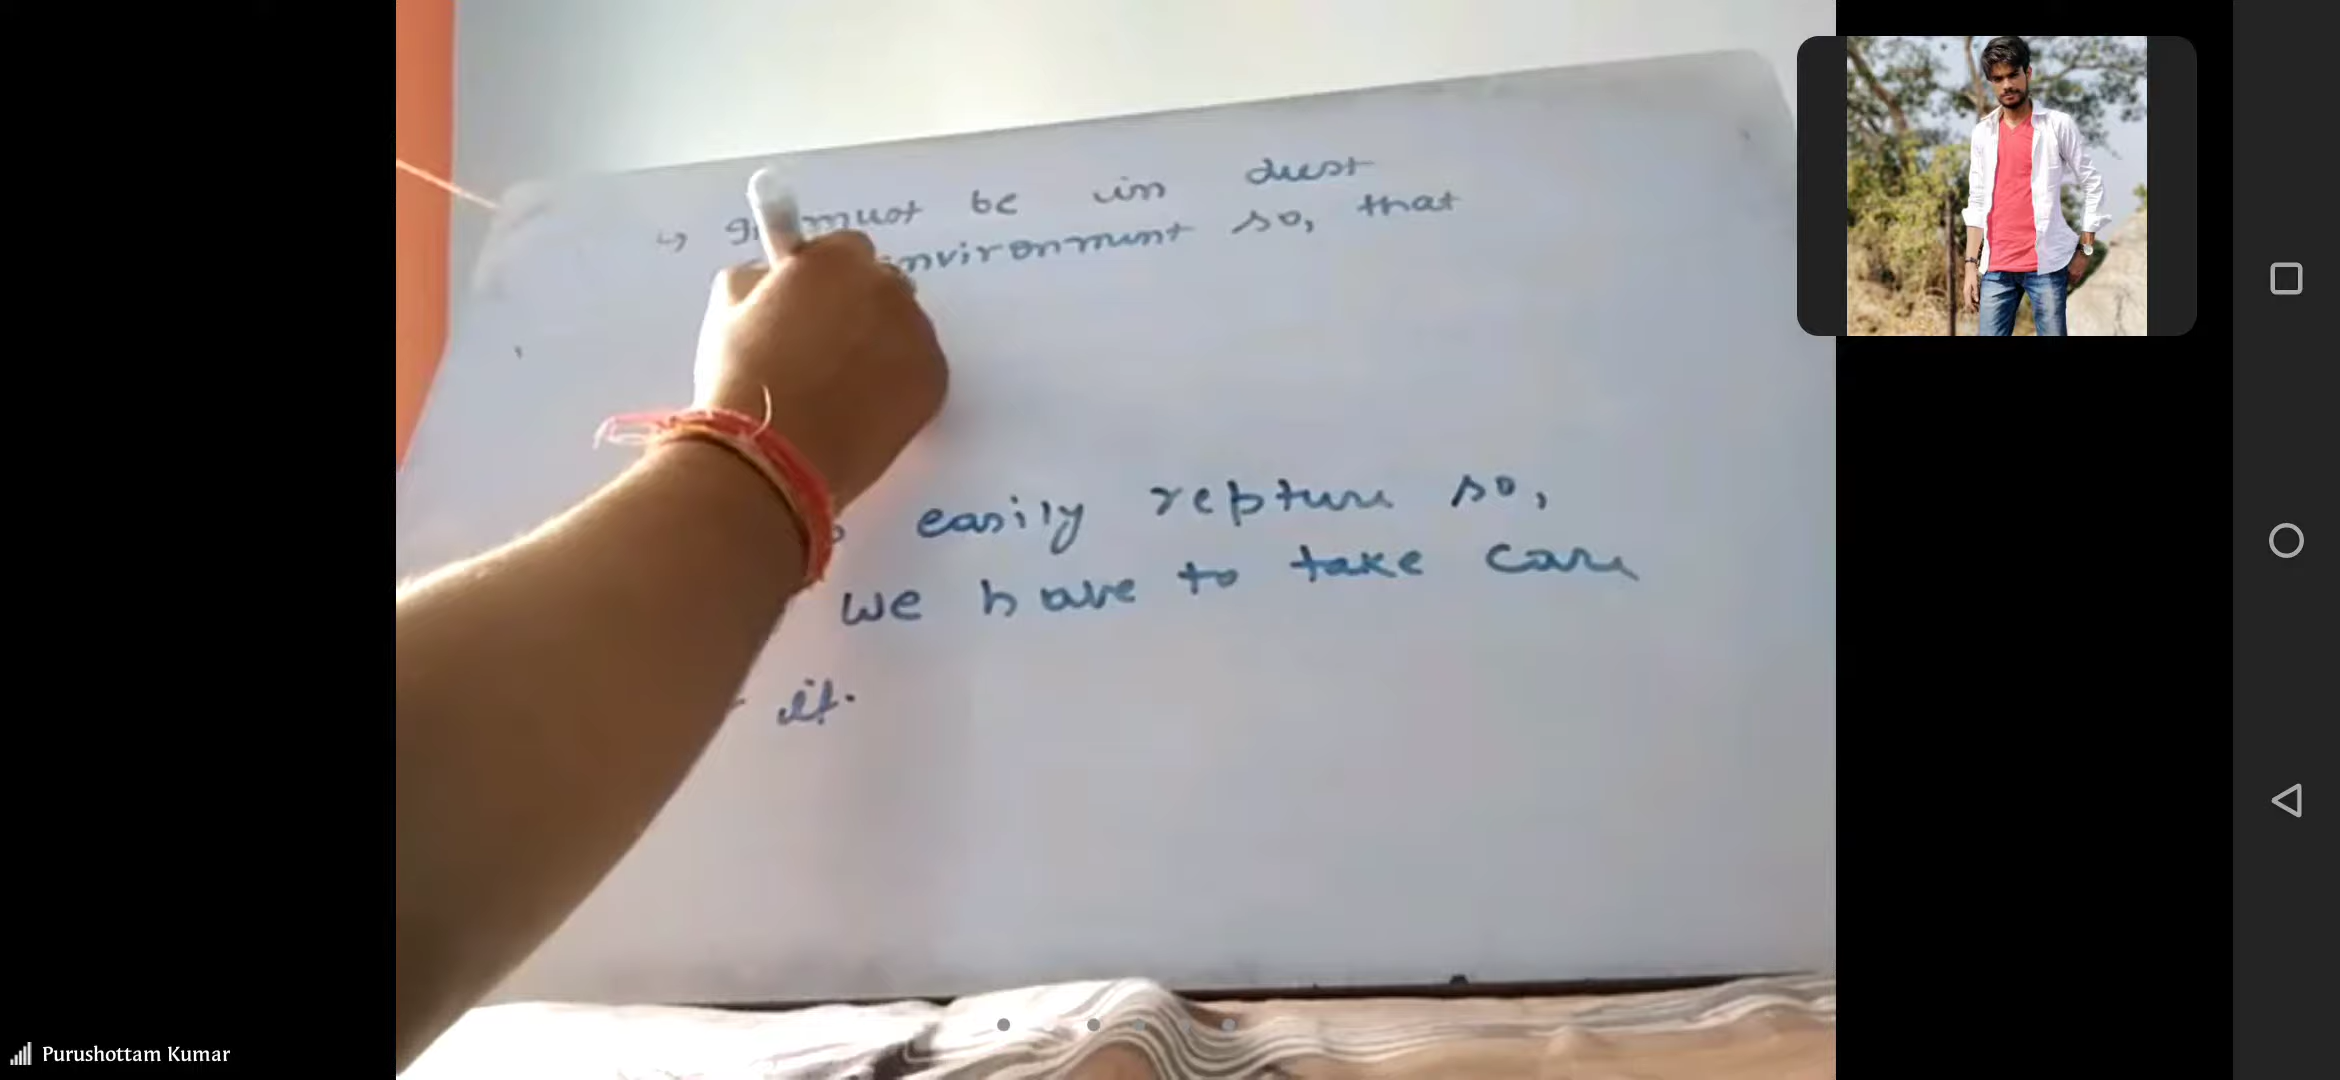 ↳ must be in dust
environment so, that
easily repture so,
we have to take care
it.
Purushottam Kumar